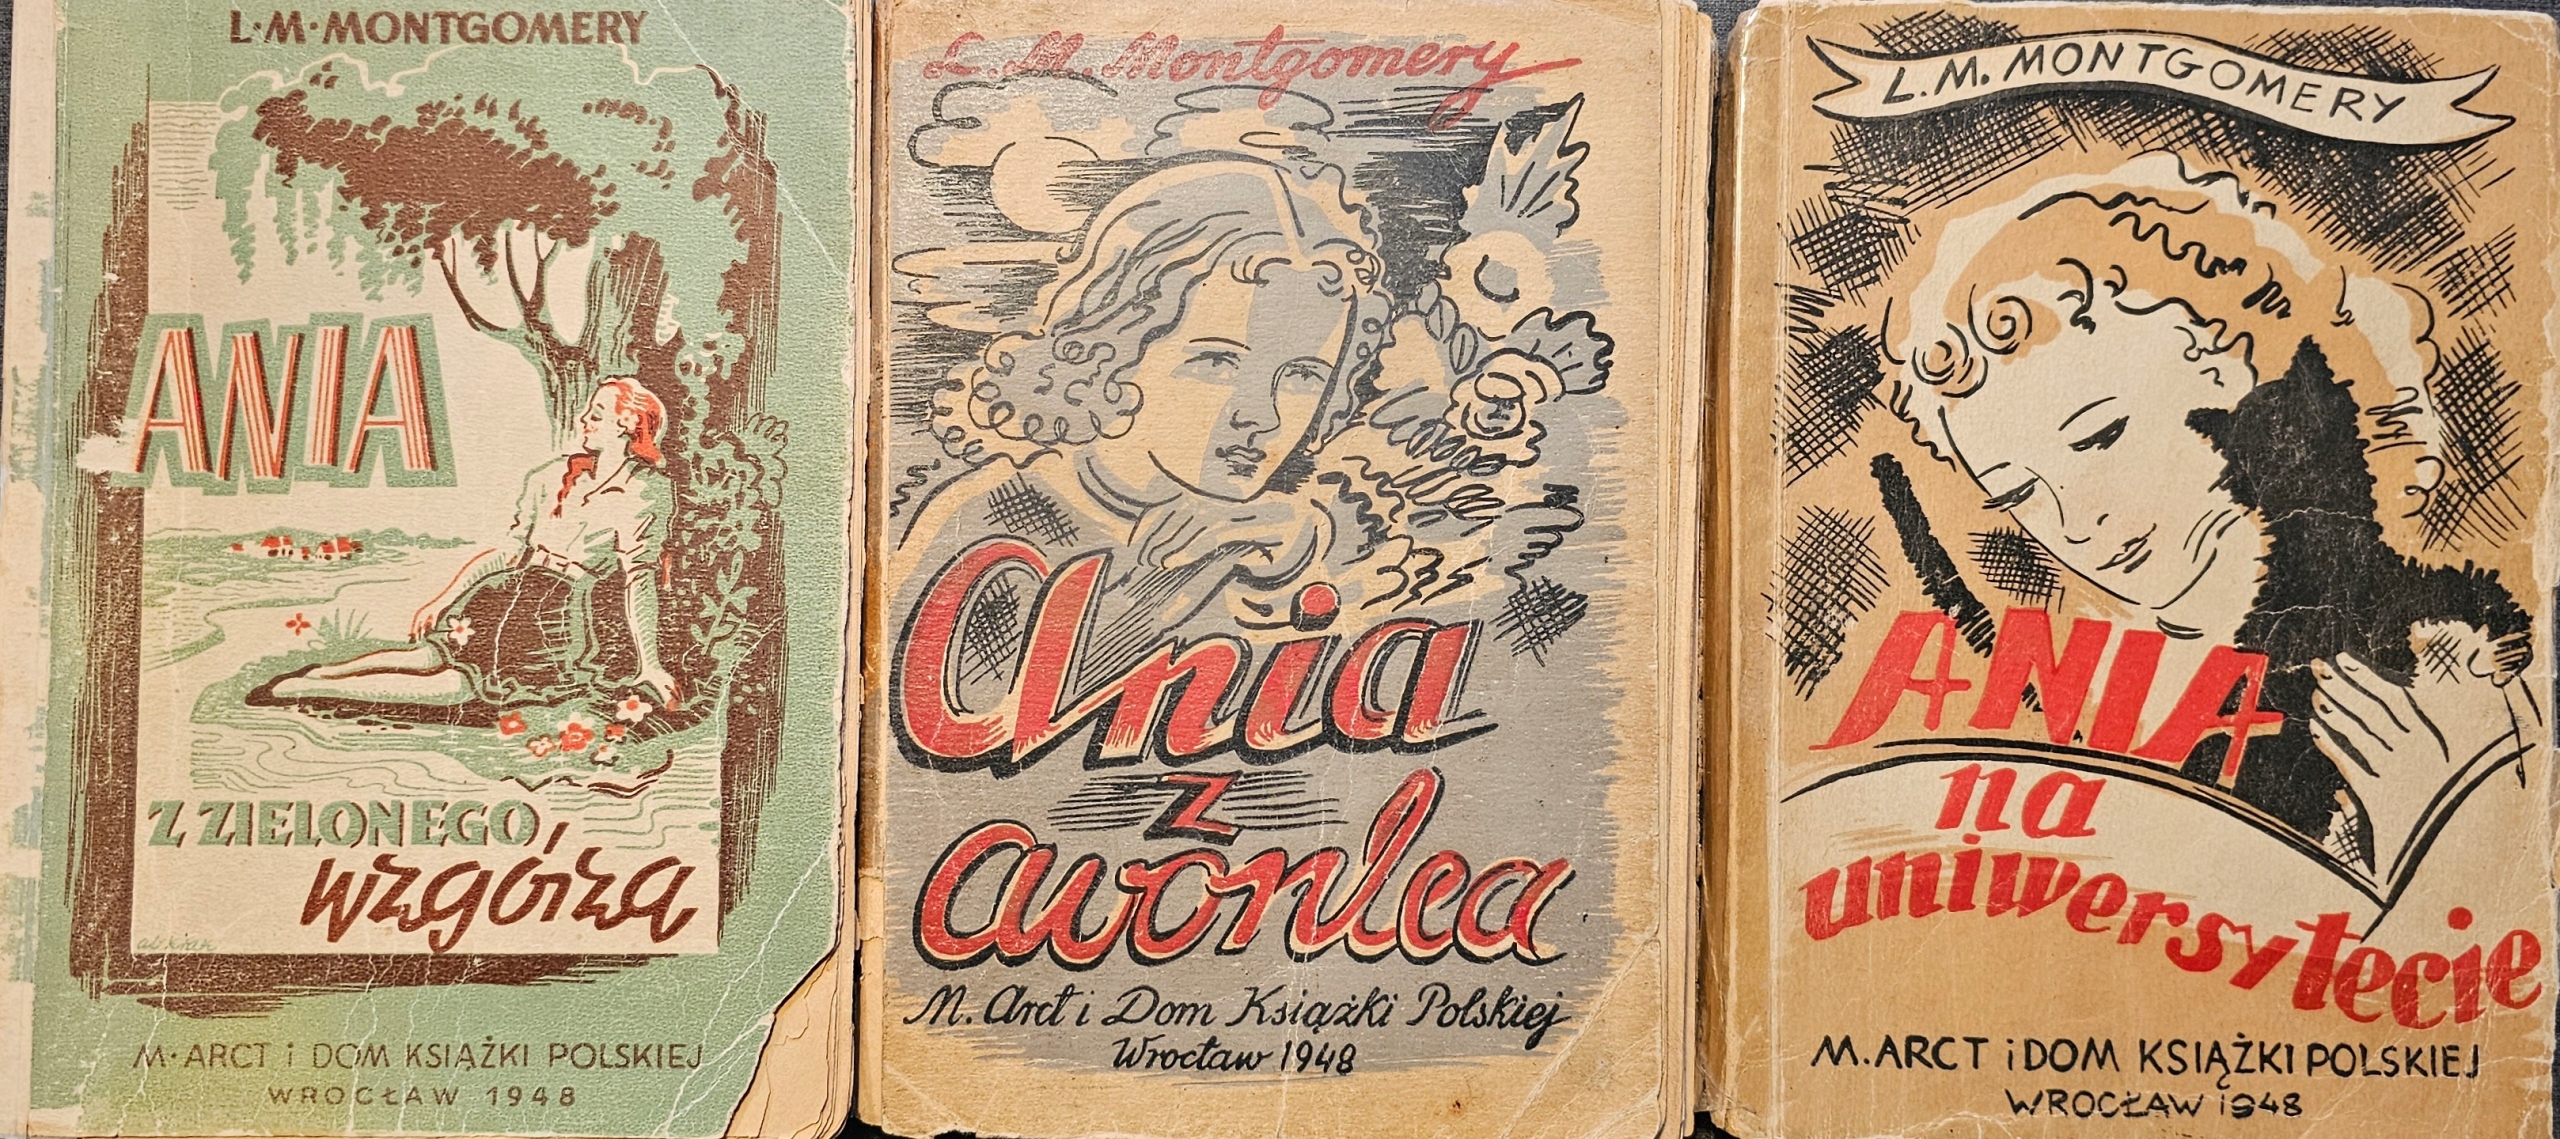 L·M·MONTGOMERY
ANIA
Z ZIELONEGO
wzgórza
M·ARCT i DOM KSIĄŻKI POLSKIEJ
WROCŁAW 1948
L. M. Montgomery
Ania
z
avonlea
M. Arct i Dom Książki Polskiej
Wrocław 1948
L.M. MONTGOMERY
ANIA
na
uniwersytecie
M. ARCT i DOM KSIĄŻKI POLSKIEJ
WROCŁAW 1948